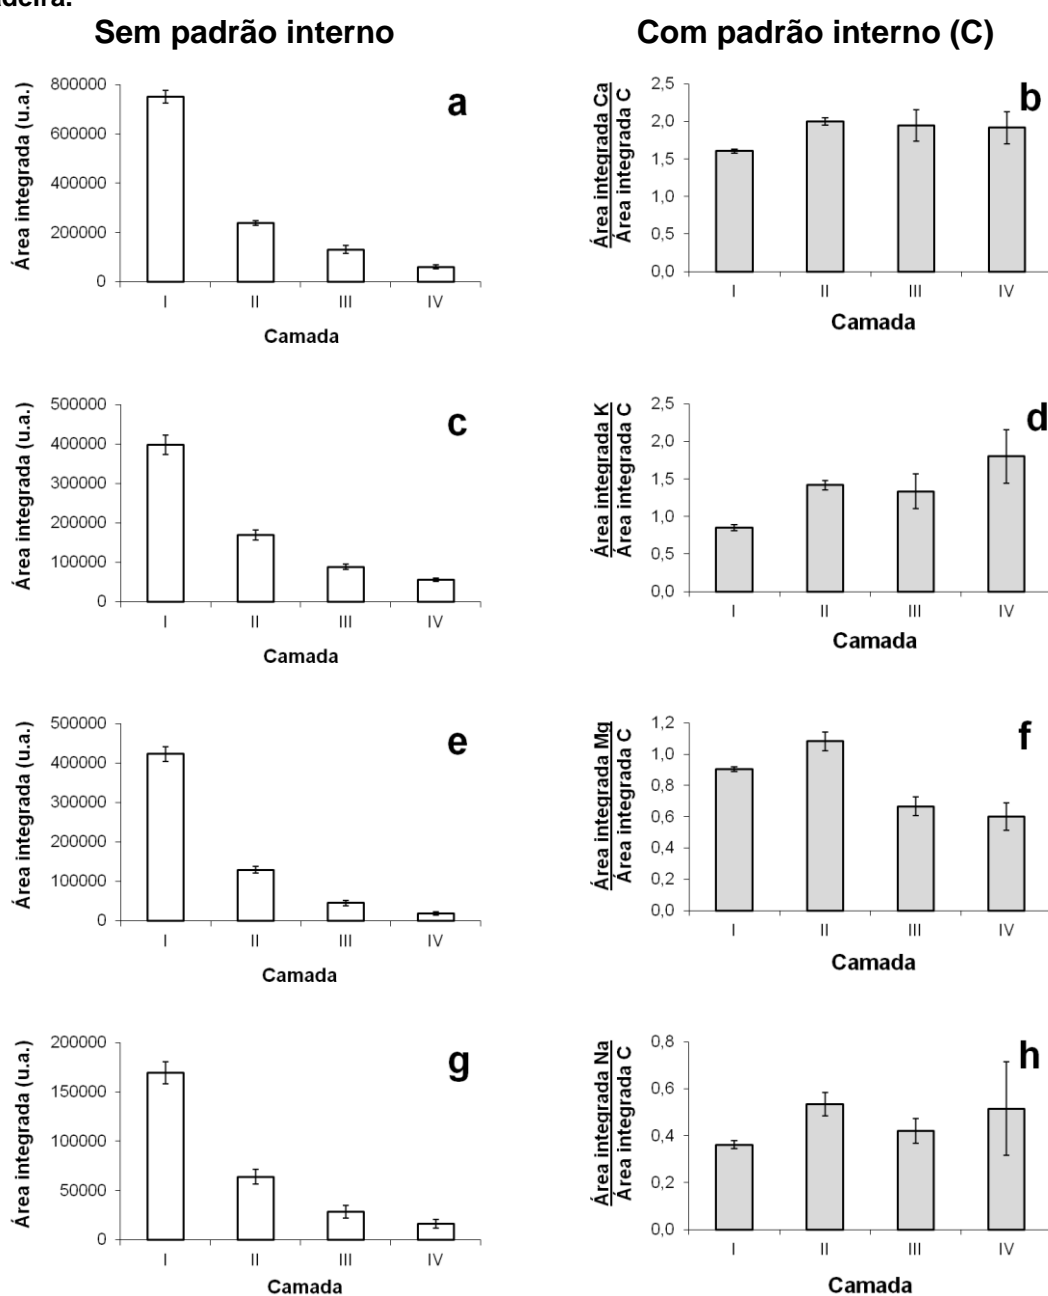 deira.
Sem padrão interno
Com padrão interno (C)
a
Área integrada (u.a.)
800000
600000
400000
200000
0
I II III IV
Camada
b
Área integrada Ca
Área integrada C
2,5
2,0
1,5
1,0
0,5
0,0
I II III IV
Camada
c
Área integrada (u.a.)
500000
400000
300000
200000
100000
0
I II III IV
Camada
d
Área integrada K
Área integrada C
2,5
2,0
1,5
1,0
0,5
0,0
I II III IV
Camada
e
Área integrada (u.a.)
500000
400000
300000
200000
100000
0
I II III IV
Camada
f
Área integrada Mg
Área integrada C
1,2
1,0
0,8
0,6
0,4
0,2
0,0
I II III IV
Camada
g
Área integrada (u.a.)
200000
150000
100000
50000
0
I II III IV
Camada
h
Área integrada Na
Área integrada C
0,8
0,6
0,4
0,2
0,0
I II III IV
Camada